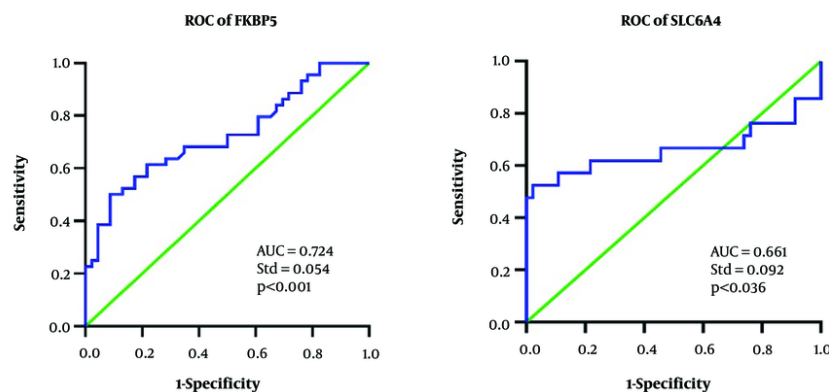 ROC of FKBP5
1.0
0.8
0.6
0.4
0.2
0.0
Sensitivity
AUC = 0.724
Std = 0.054
p<0.001
0.0 0.2 0.4 0.6 0.8 1.0
1-Specificity
ROC of SLC6A4
1.0
0.8
0.6
0.4
0.2
0.0
Sensitivity
AUC = 0.661
Std = 0.092
p<0.036
0.0 0.2 0.4 0.6 0.8 1.0
1-Specificity